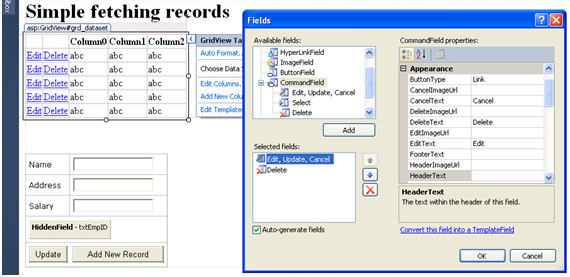 Simple fetching records
asp:GridView#grd_dataset
Column0 Column1 Column2
Edit Delete abc abc abc
Edit Delete abc abc abc
Edit Delete abc abc abc
Edit Delete abc abc abc
Edit Delete abc abc abc
GridView Ta
Auto Format..
Choose Data S
Edit Columns..
Add New Colu
Edit Templates
Name
Address
Salary
HiddenField - txtEmpID
Update
Add New Record
Fields
Available fields:
HyperLinkField
ImageField
ButtonField
CommandField
Edit, Update, Cancel
Select
Delete
Add
Selected fields:
Edit, Update, Cancel
Delete
Auto-generate fields
CommandField properties:
Appearance
ButtonType Link
CancelImageUrl
CancelText Cancel
DeleteImageUrl
DeleteText Delete
EditImageUrl
EditText Edit
FooterText
HeaderImageUrl
HeaderText
HeaderText
The text within the header of this field.
Convert this field into a TemplateField
OK
Cancel